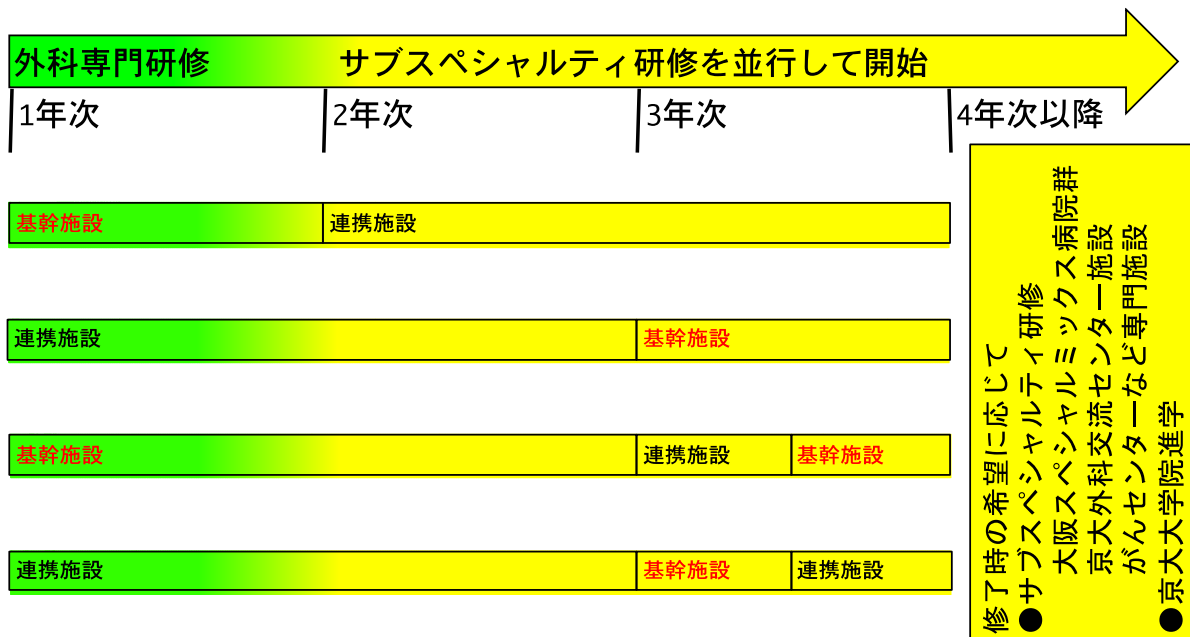 外科専門研修 サブスペシャルティ研修を並行して開始
1年次 2年次 3年次 4年次以降
基幹施設 連携施設
連携施設 基幹施設
基幹施設 連携施設 基幹施設
連携施設 基幹施設 連携施設
修了時の希望に応じて
●サブスペシャルティ研修
大阪スペシャルミックス病院群
京大外科交流センター施設
がんセンターなど専門施設
●京大大学院進学